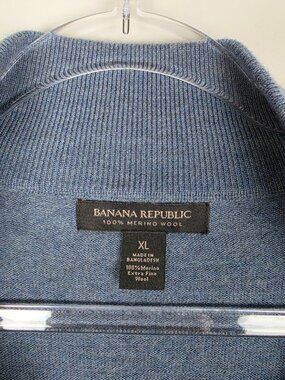 BANANA REPUBLIC
100% MERINO WOOL
XL
MADE IN
BANGLADESH
100% Merino
Extra Fine
Wool